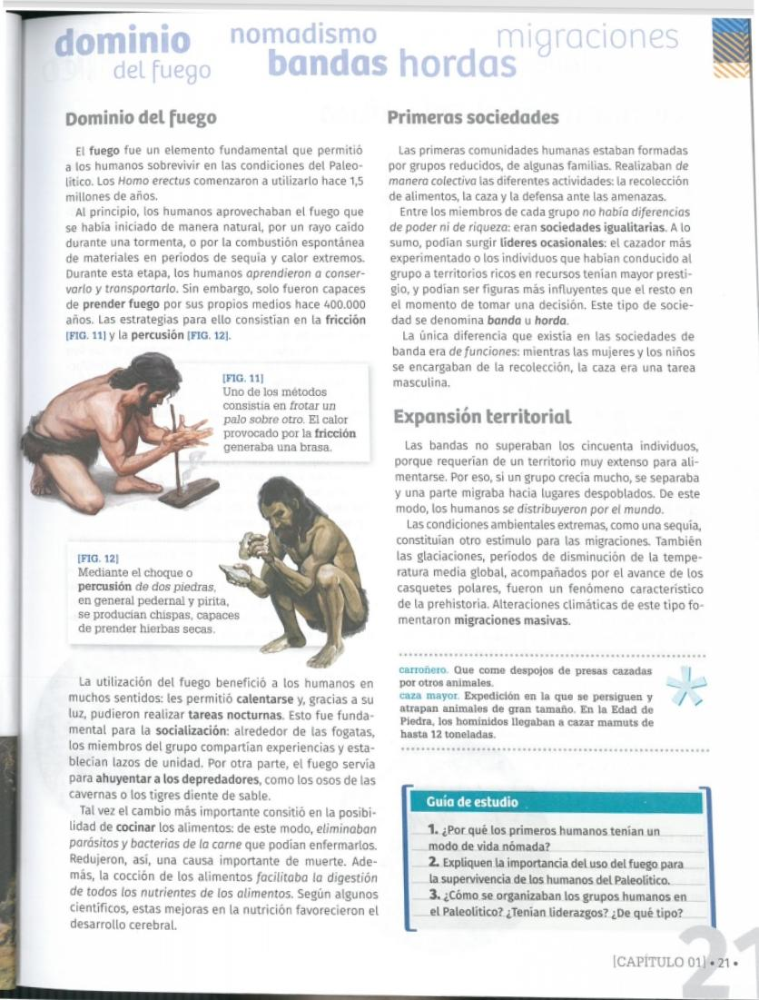 dominio
del fuego
nomadismo
bandas hordas
migraciones
Dominio del fuego
El fuego fue un elemento fundamental que permitió
a los humanos sobrevivir en las condiciones del Paleo-
lítico. Los Homo erectus comenzaron a utilizarlo hace 1,5
millones de años.
Al principio, los humanos aprovechaban el fuego que
se había iniciado de manera natural, por un rayo caído
durante una tormenta, o por la combustión espontánea
de materiales en períodos de sequía y calor extremos.
Durante esta etapa, los humanos aprendieron a conser-
varlo y transportarlo. Sin embargo, solo fueron capaces
de prender fuego por sus propios medios hace 400.000
años. Las estrategias para ello consistían en la fricción
[FIG. 11] y la percusión [FIG. 12].
[FIG. 11]
Uno de los métodos
consistía en frotar un
palo sobre otro. El calor
provocado por la fricción
generaba una brasa.
[FIG. 12]
Mediante el choque o
percusión de dos piedras,
en general pedernal y pirita,
se producían chispas, capaces
de prender hierbas secas.
La utilización del fuego benefició a los humanos en
muchos sentidos: les permitió calentarse y, gracias a su
luz, pudieron realizar tareas nocturnas. Esto fue funda-
mental para la socialización: alrededor de las fogatas,
los miembros del grupo compartían experiencias y esta-
blecían lazos de unidad. Por otra parte, el fuego servía
para ahuyentar a los depredadores, como los osos de las
cavernas o los tigres diente de sable.
Tal vez el cambio más importante consitió en la posibi-
lidad de cocinar los alimentos: de este modo, eliminaban
parásitos y bacterias de la carne que podían enfermarlos.
Redujeron, así, una causa importante de muerte. Ade-
más, la cocción de los alimentos facilitaba la digestión
de todos los nutrientes de los alimentos. Según algunos
científicos, estas mejoras en la nutrición favorecieron el
desarrollo cerebral.
Primeras sociedades
Las primeras comunidades humanas estaban formadas
por grupos reducidos, de algunas familias. Realizaban de
manera colectiva las diferentes actividades: la recolección
de alimentos, la caza y la defensa ante las amenazas.
Entre los miembros de cada grupo no había diferencias
de poder ni de riqueza: eran sociedades igualitarias. A lo
sumo, podían surgir líderes ocasionales: el cazador más
experimentado o los individuos que habían conducido al
grupo a territorios ricos en recursos tenían mayor presti-
gio, y podían ser figuras más influyentes que el resto en
el momento de tomar una decisión. Este tipo de socie-
dad se denomina banda u horda.
La única diferencia que existía en las sociedades de
banda era de funciones: mientras las mujeres y los niños
se encargaban de la recolección, la caza era una tarea
masculina.
Expansión territorial
Las bandas no superaban los cincuenta individuos,
porque requerían de un territorio muy extenso para ali-
mentarse. Por eso, si un grupo crecía mucho, se separaba
y una parte migraba hacia lugares despoblados. De este
modo, los humanos se distribuyeron por el mundo.
Las condiciones ambientales extremas, como una sequía,
constituían otro estímulo para las migraciones. También
las glaciaciones, períodos de disminución de la tempe-
ratura media global, acompañados por el avance de los
casquetes polares, fueron un fenómeno característico
de la prehistoria. Alteraciones climáticas de este tipo fo-
mentaron migraciones masivas.
carroñero. Que come despojos de presas cazadas
por otros animales.
caza mayor. Expedición en la que se persiguen y
atrapan animales de gran tamaño. En la Edad de
Piedra, los homínidos llegaban a cazar mamuts de
hasta 12 toneladas.
Guía de estudio
1. ¿Por qué los primeros humanos tenían un
modo de vida nómada?
2. Expliquen la importancia del uso del fuego para
la supervivencia de los humanos del Paleolítico.
3. ¿Cómo se organizaban los grupos humanos en
el Paleolítico? ¿Tenían liderazgos? ¿De qué tipo?
21
[CAPÍTULO 01] • 21 •